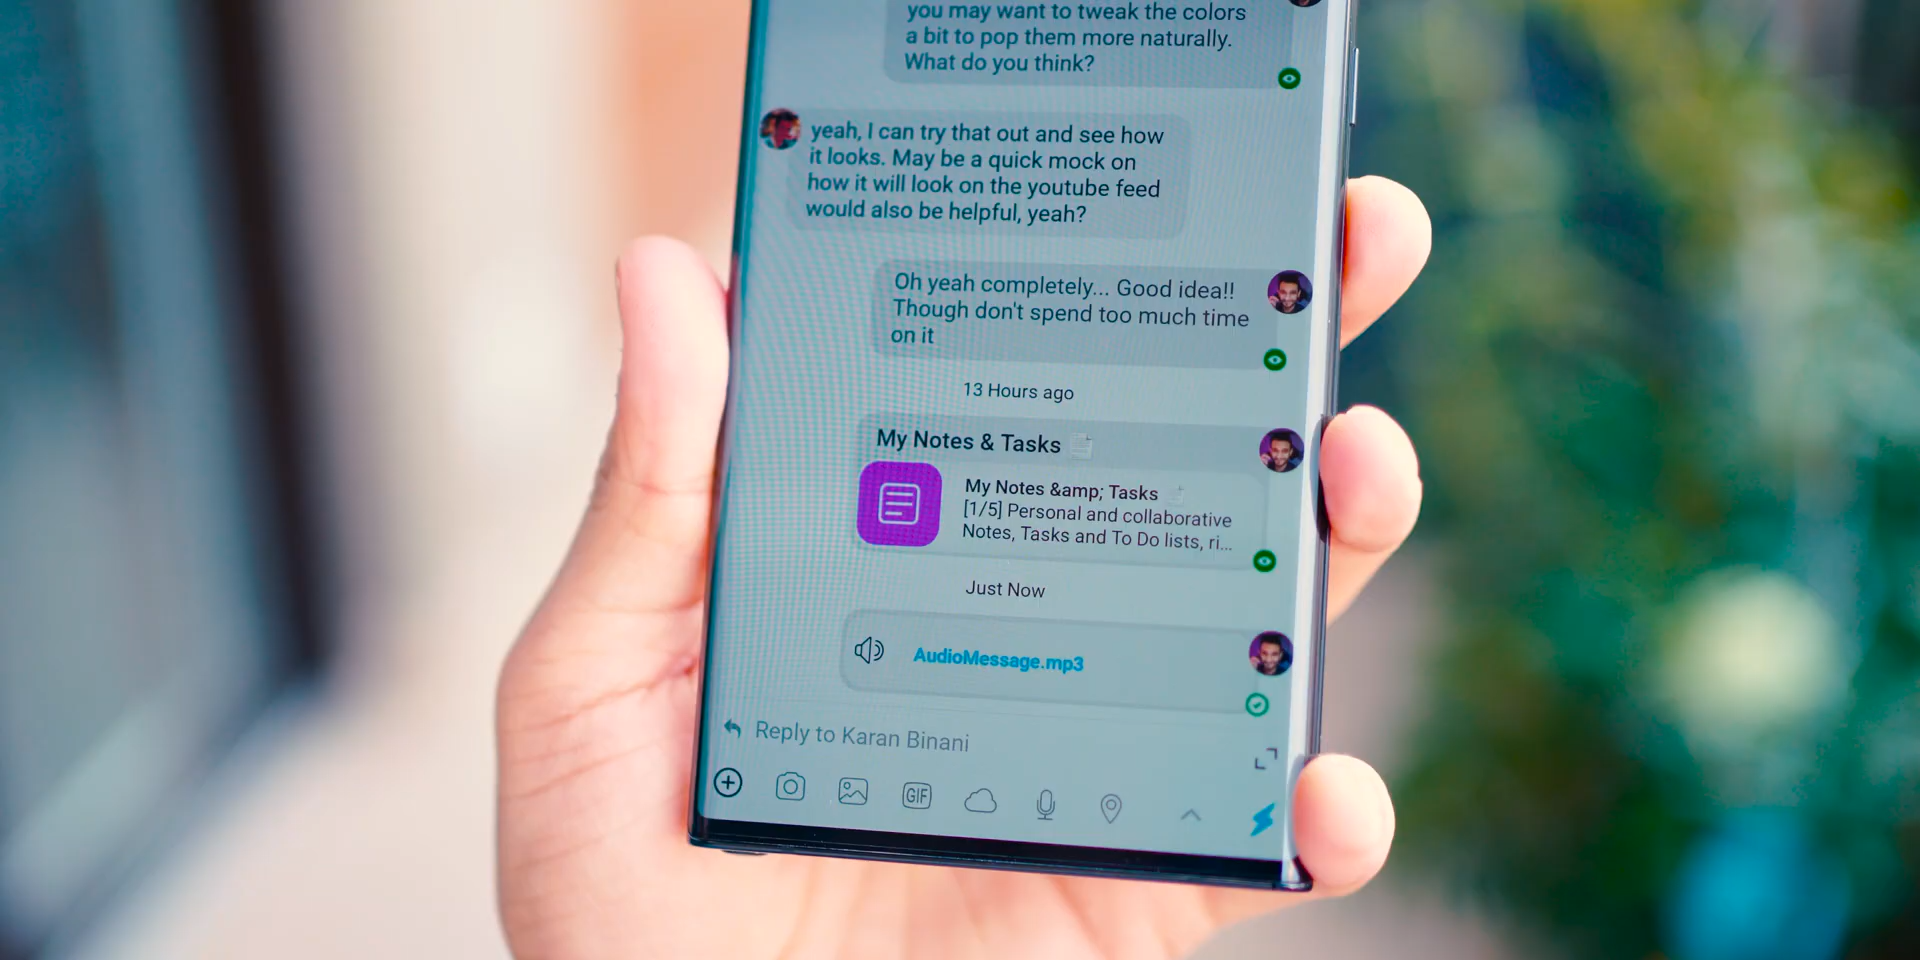 you may want to tweak the colors
a bit to pop them more naturally.
What do you think?
yeah, I can try that out and see how
it looks. May be a quick mock on
how it will look on the youtube feed
would also be helpful, yeah?
Oh yeah completely... Good idea!!
Though don't spend too much time
on it
13 Hours ago
My Notes & Tasks
My Notes &amp; Tasks
[1/5] Personal and collaborative
Notes, Tasks and To Do lists, ri...
Just Now
AudioMessage.mp3
Reply to Karan Binani
GIF